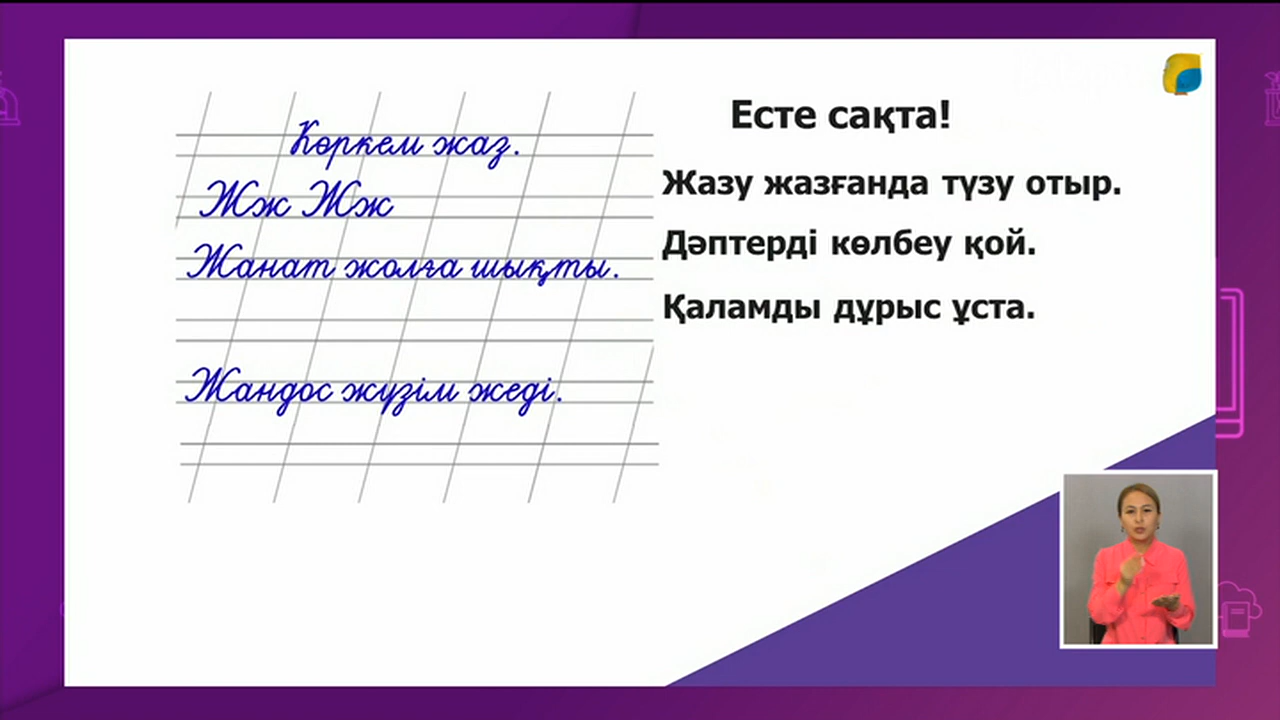 Көркем жаз.
Жж Жж
Жанат жолға шықты.
Жандос жүзім жеді.
Есте сақта!
Жазу жазғанда түзу отыр.
Дәптерді көлбеу қой.
Қаламды дұрыс ұста.